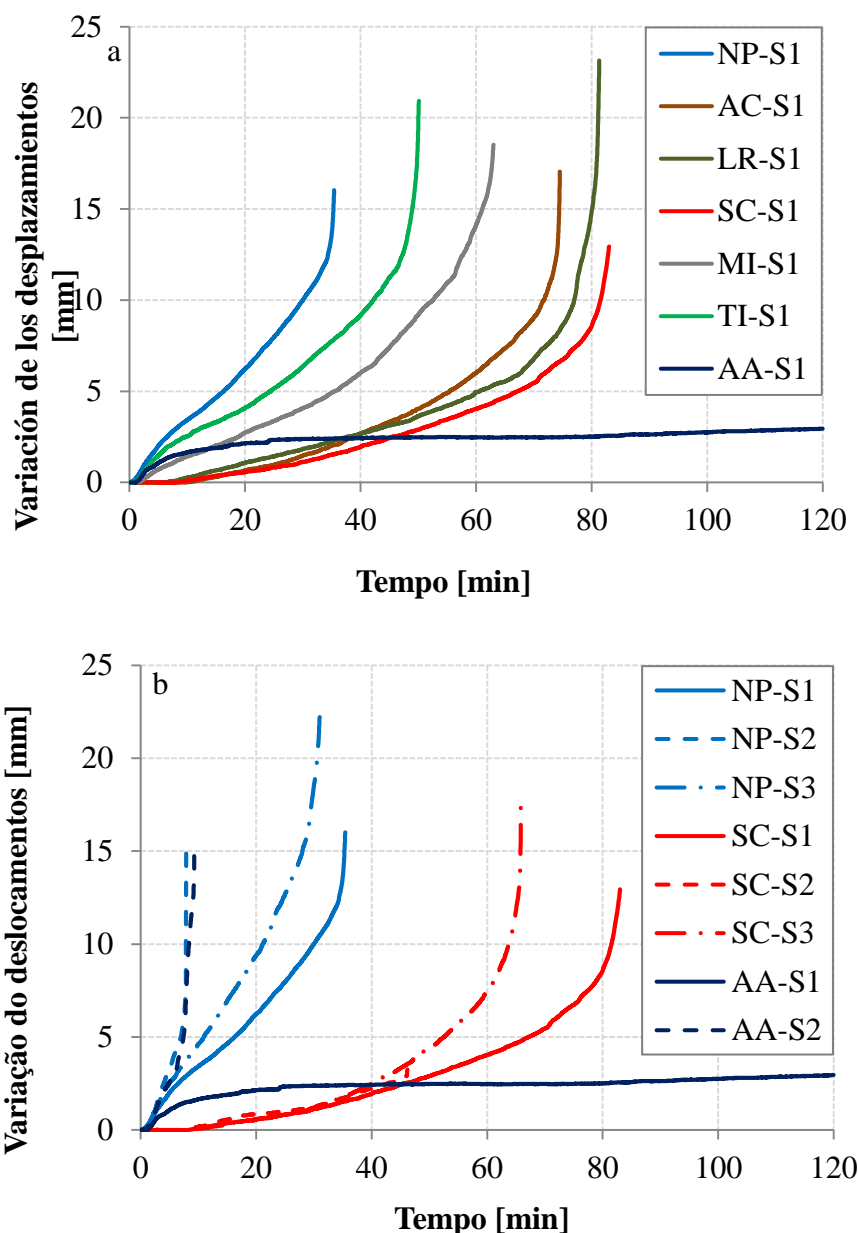 a
25
20
15
10
5
0
Variación de los desplazamientos
[mm]
NP-S1
AC-S1
LR-S1
SC-S1
MI-S1
TI-S1
AA-S1
0 20 40 60 80 100 120
Tempo [min]
b
25
20
15
10
5
0
Variação do deslocamentos [mm]
NP-S1
NP-S2
NP-S3
SC-S1
SC-S2
SC-S3
AA-S1
AA-S2
0 20 40 60 80 100 120
Tempo [min]